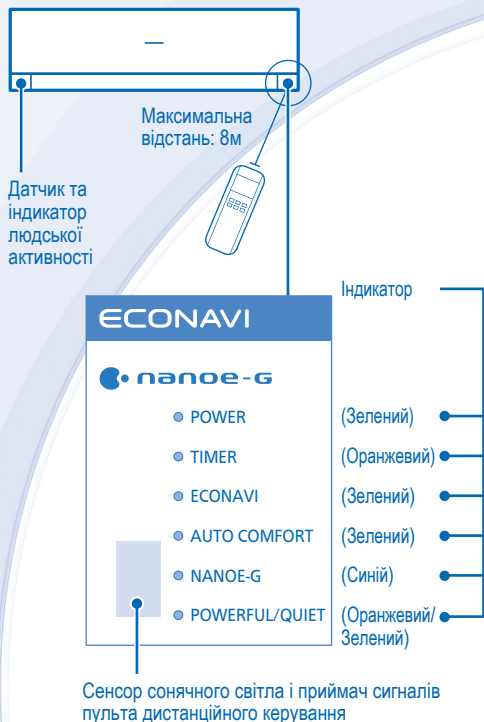 Максимальна
відстань: 8м
Датчик та
індикатор
людської
активності
Індикатор
ECONAVI
nanoe-G
POWER (Зелений)
TIMER (Оранжевий)
ECONAVI (Зелений)
AUTO COMFORT (Зелений)
NANOE-G (Синій)
POWERFUL/QUIET (Оранжевий/
Зелений)
Сенсор сонячного світла і приймач сигналів
пульта дистанційного керування